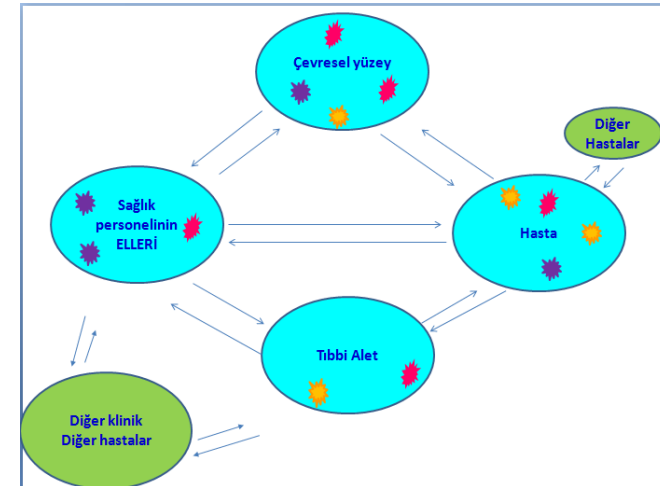 Çevresel yüzey
Diğer
Hastalar
Sağlık
personelinin
ELLERİ
Hasta
Tıbbi Alet
Diğer klinik
Diğer hastalar